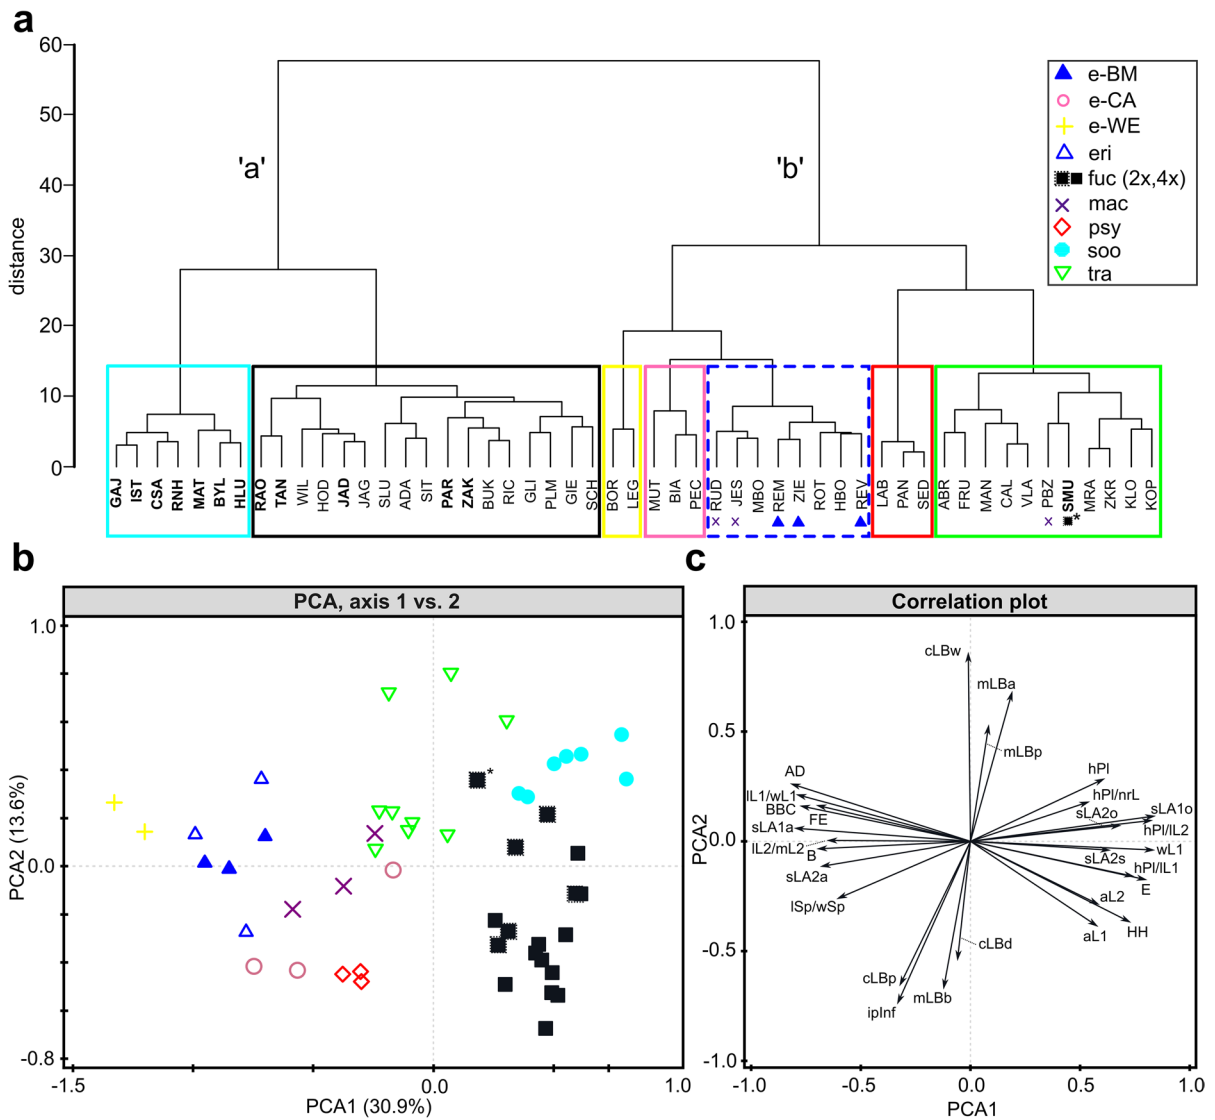 a
60
50
40
30
20
10
0
distance
'a'
'b'
e-BM
e-CA
e-WE
eri
fuc (2x,4x)
mac
psy
soo
tra
GAJ
IST
CSA
RNH
MAT
BYL
HLU
RAO
TAN
WIL
HOD
JAD
JAG
SLU
ADA
SIT
PAR
ZAK
BUK
RIC
GLI
PLM
GIE
SCH
BOR
LEG
MUT
BIA
PEC
RUD
JES
MBO
REM
ZIE
ROT
HBO
REV
LAB
PAN
SED
ABR
FRU
MAN
CAL
VLA
PBZ
SMU
MRA
ZKR
KLO
KOP
*
b
PCA, axis 1 vs. 2
1.0
0.0
-0.8
PCA2 (13.6%)
*
-1.5
0.0
1.0
PCA1 (30.9%)
c
Correlation plot
1.0
0.5
0.0
-0.5
-1.0
PCA2
cLBw
mLBa
mLBp
AD
lL1/wL1
BBC
FE
sLA1a
lL2/mL2
B
sLA2a
lSp/wSp
hPl
hPl/nrL
sLA2o
sLA1o
hPl/lL2
wL1
sLA2s
hPl/lL1
E
aL2
aL1
HH
cLBd
cLBp
mLBb
ipInf
-1.0
-0.5
0.0
0.5
1.0
PCA1